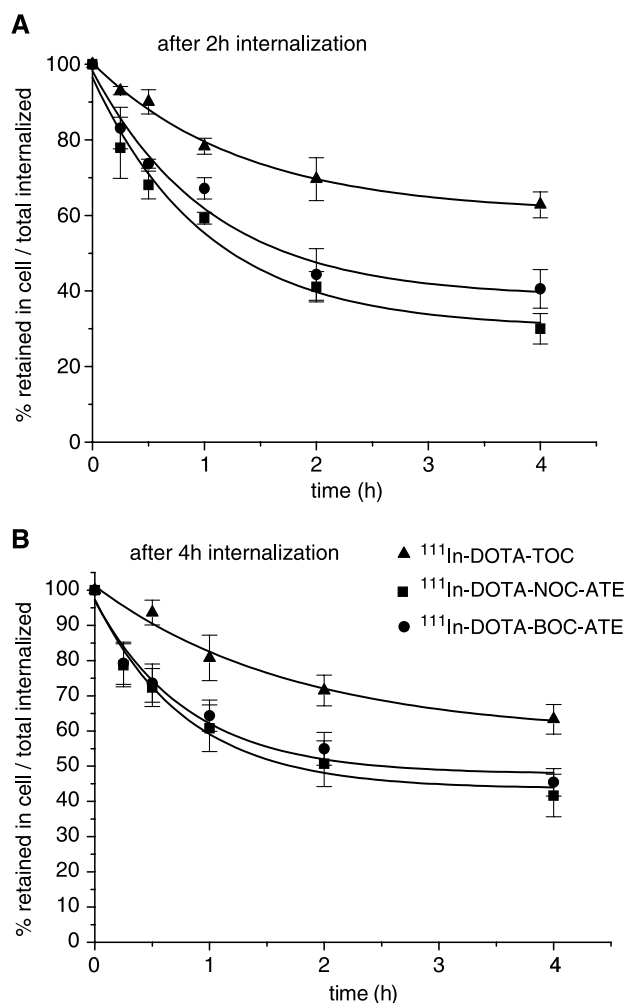 A
after 2h internalization
% retained in cell / total internalized
100
80
60
40
20
0
0 1 2 3 4
time (h)
B
after 4h internalization
▲ ¹¹¹In-DOTA-TOC
■ ¹¹¹In-DOTA-NOC-ATE
● ¹¹¹In-DOTA-BOC-ATE
% retained in cell / total internalized
100
90
80
70
60
50
40
30
20
10
0
0 1 2 3 4
time (h)